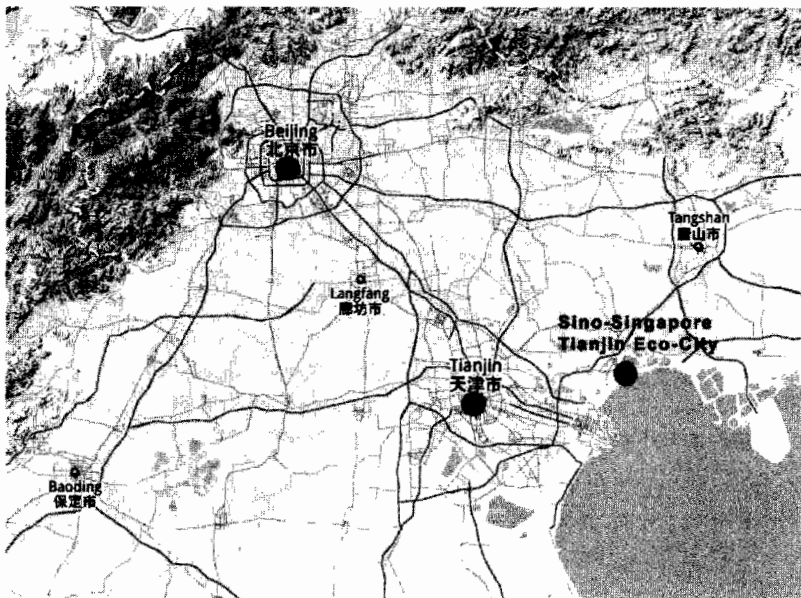 Beijing
北京市
Tangshan
唐山市
Langfang
廊坊市
Sino-Singapore
Tianjin Eco-City
Tianjin
天津市
Baoding
保定市